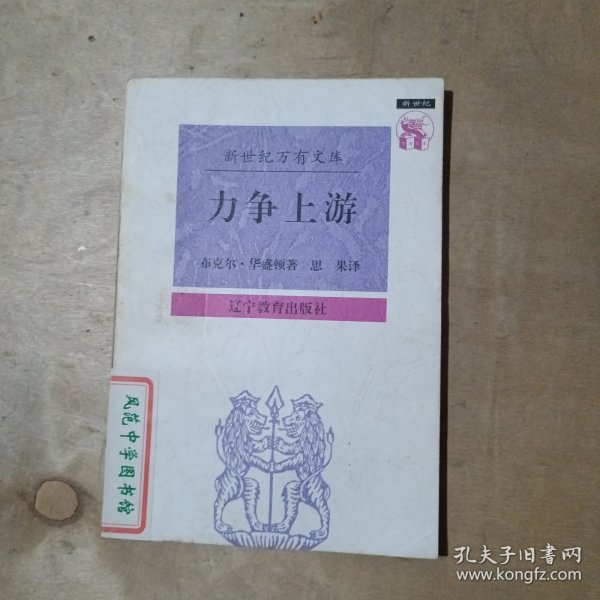 新世纪
新世纪万有文库
力争上游
布克尔·华盛顿著 思 果译
辽宁教育出版社
风范中学图书馆
孔夫子旧书网
www.kongfz.com